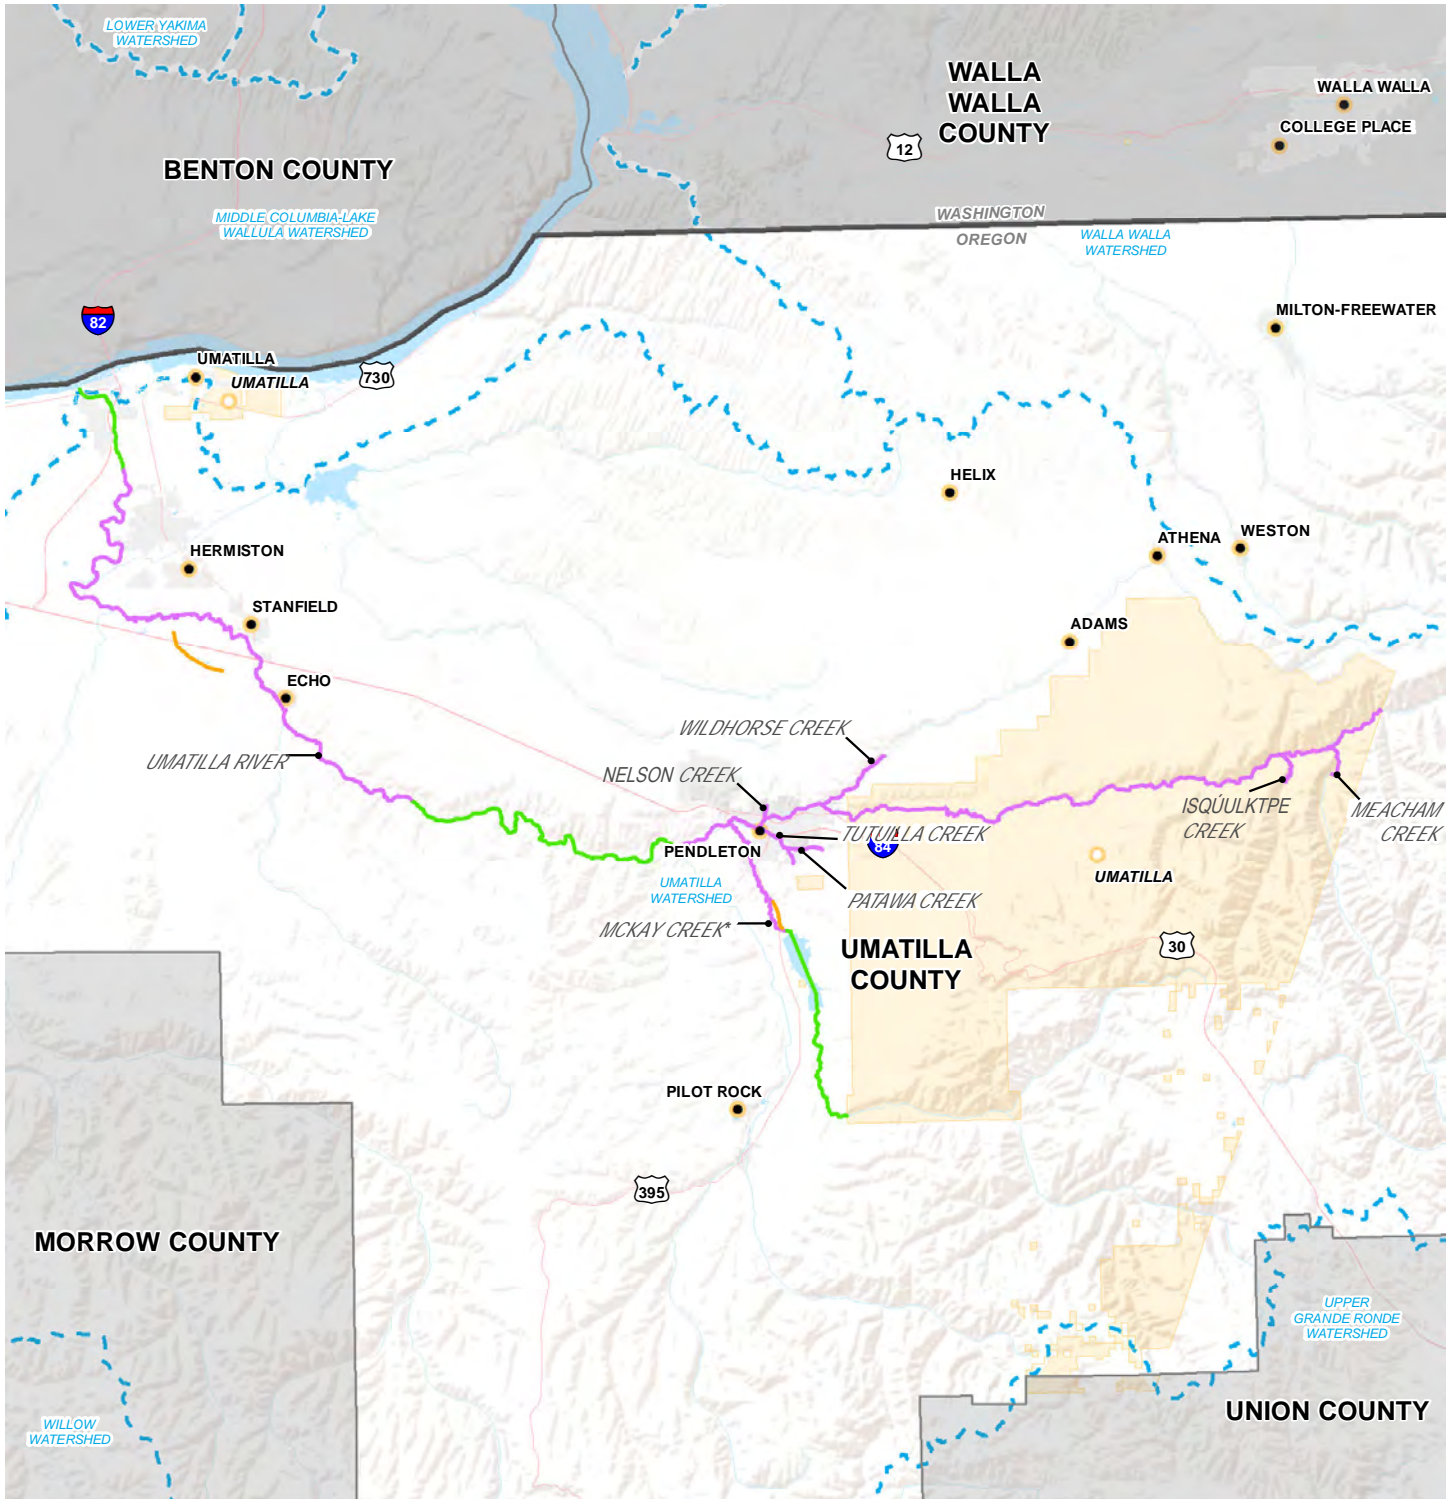 LOWER YAKIMA
WATERSHED
WALLA
WALLA
COUNTY
WALLA WALLA
COLLEGE PLACE
12
BENTON COUNTY
MIDDLE COLUMBIA-LAKE
WALLULA WATERSHED
WASHINGTON
OREGON
WALLA WALLA
WATERSHED
82
MILTON-FREEWATER
UMATILLA
UMATILLA
730
HELIX
ATHENA
WESTON
HERMISTON
STANFIELD
ADAMS
ECHO
UMATILLA RIVER
WILDHORSE CREEK
NELSON CREEK
ISQÚULKTPE
CREEK
MEACHAM
CREEK
TUTUILLA CREEK
84
PENDLETON
UMATILLA
UMATILLA
WATERSHED
PATAWA CREEK
MCKAY CREEK*
UMATILLA
COUNTY
30
PILOT ROCK
395
MORROW COUNTY
UPPER
GRANDE RONDE
WATERSHED
WILLOW
WATERSHED
UNION COUNTY